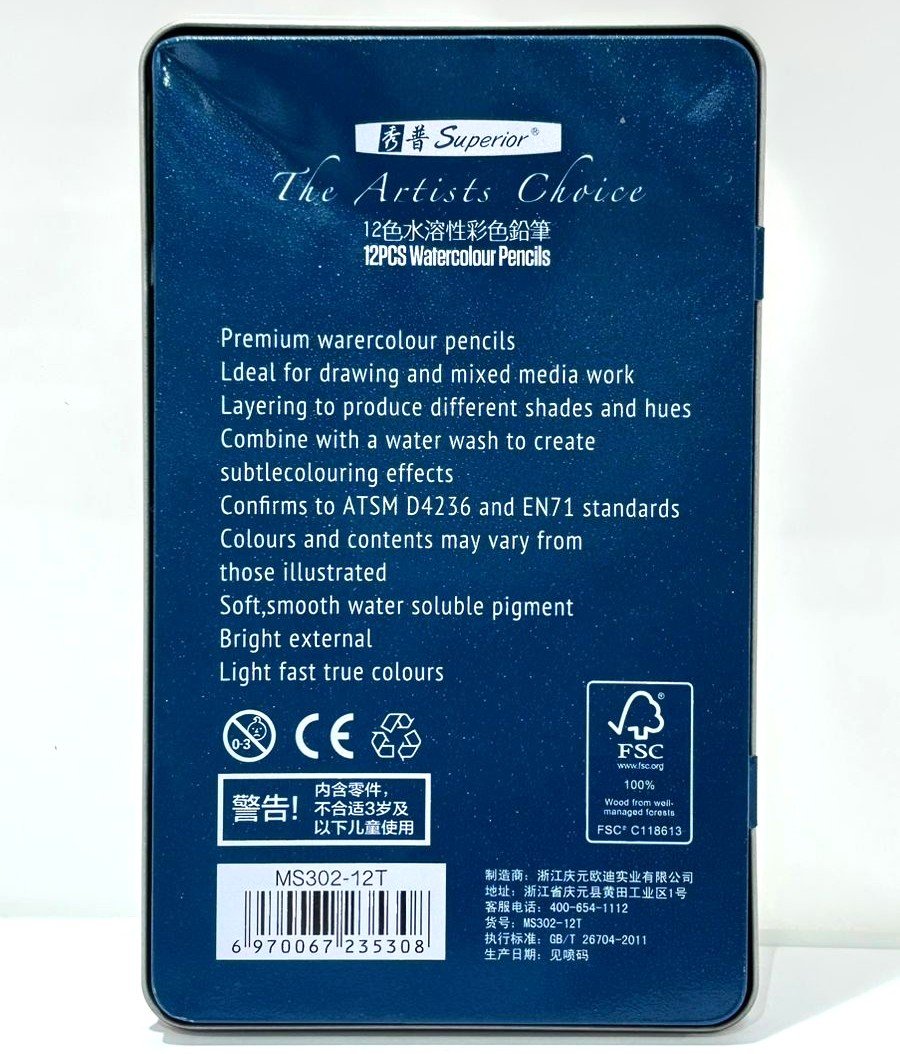 秀普 Superior®
The Artists Choice
12色水溶性彩色鉛筆
12PCS Watercolour Pencils
Premium warercolour pencils
Ldeal for drawing and mixed media work
Layering to produce different shades and hues
Combine with a water wash to create
subtlecolouring effects
Confirms to ATSM D4236 and EN71 standards
Colours and contents may vary from
those illustrated
Soft,smooth water soluble pigment
Bright external
Light fast true colours
0-3
CE
®
FSC
www.fsc.org
100%
Wood from well-
managed forests
FSC® C118613
警告!
内含零件，
不合适3岁及
以下儿童使用
MS302-12T
6 970067 235308
制造商：浙江庆元欧迪实业有限公司
地址：浙江省庆元县黄田工业区1号
客服电话：400-654-1112
货号：MS302-12T
执行标准：GB/T 26704-2011
生产日期：见喷码